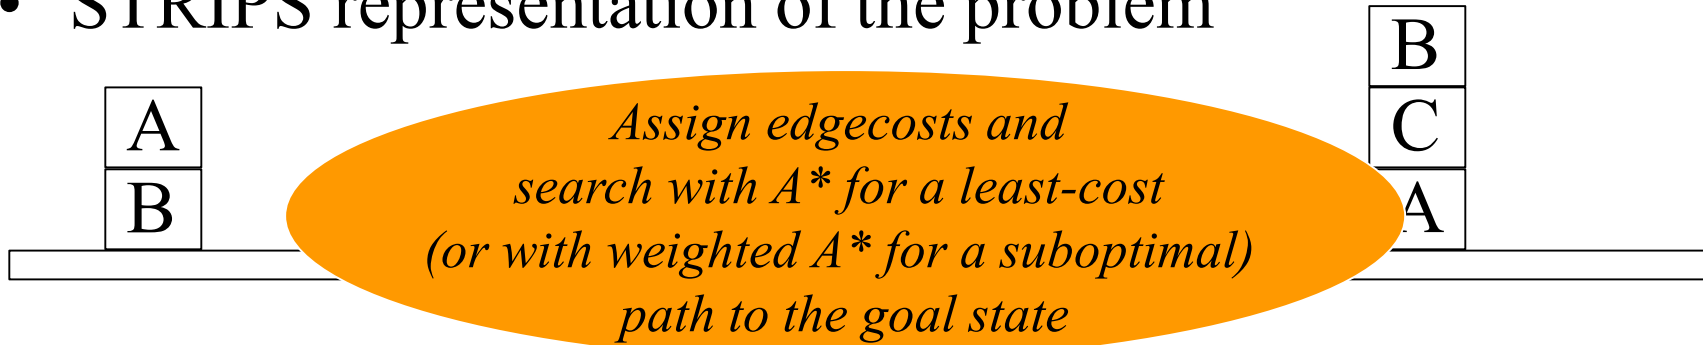 • STRIPS representation of the problem
B
A
C
Assign edgecosts and
search with A* for a least-cost
B
A
(or with weighted A* for a suboptimal)
path to the goal state